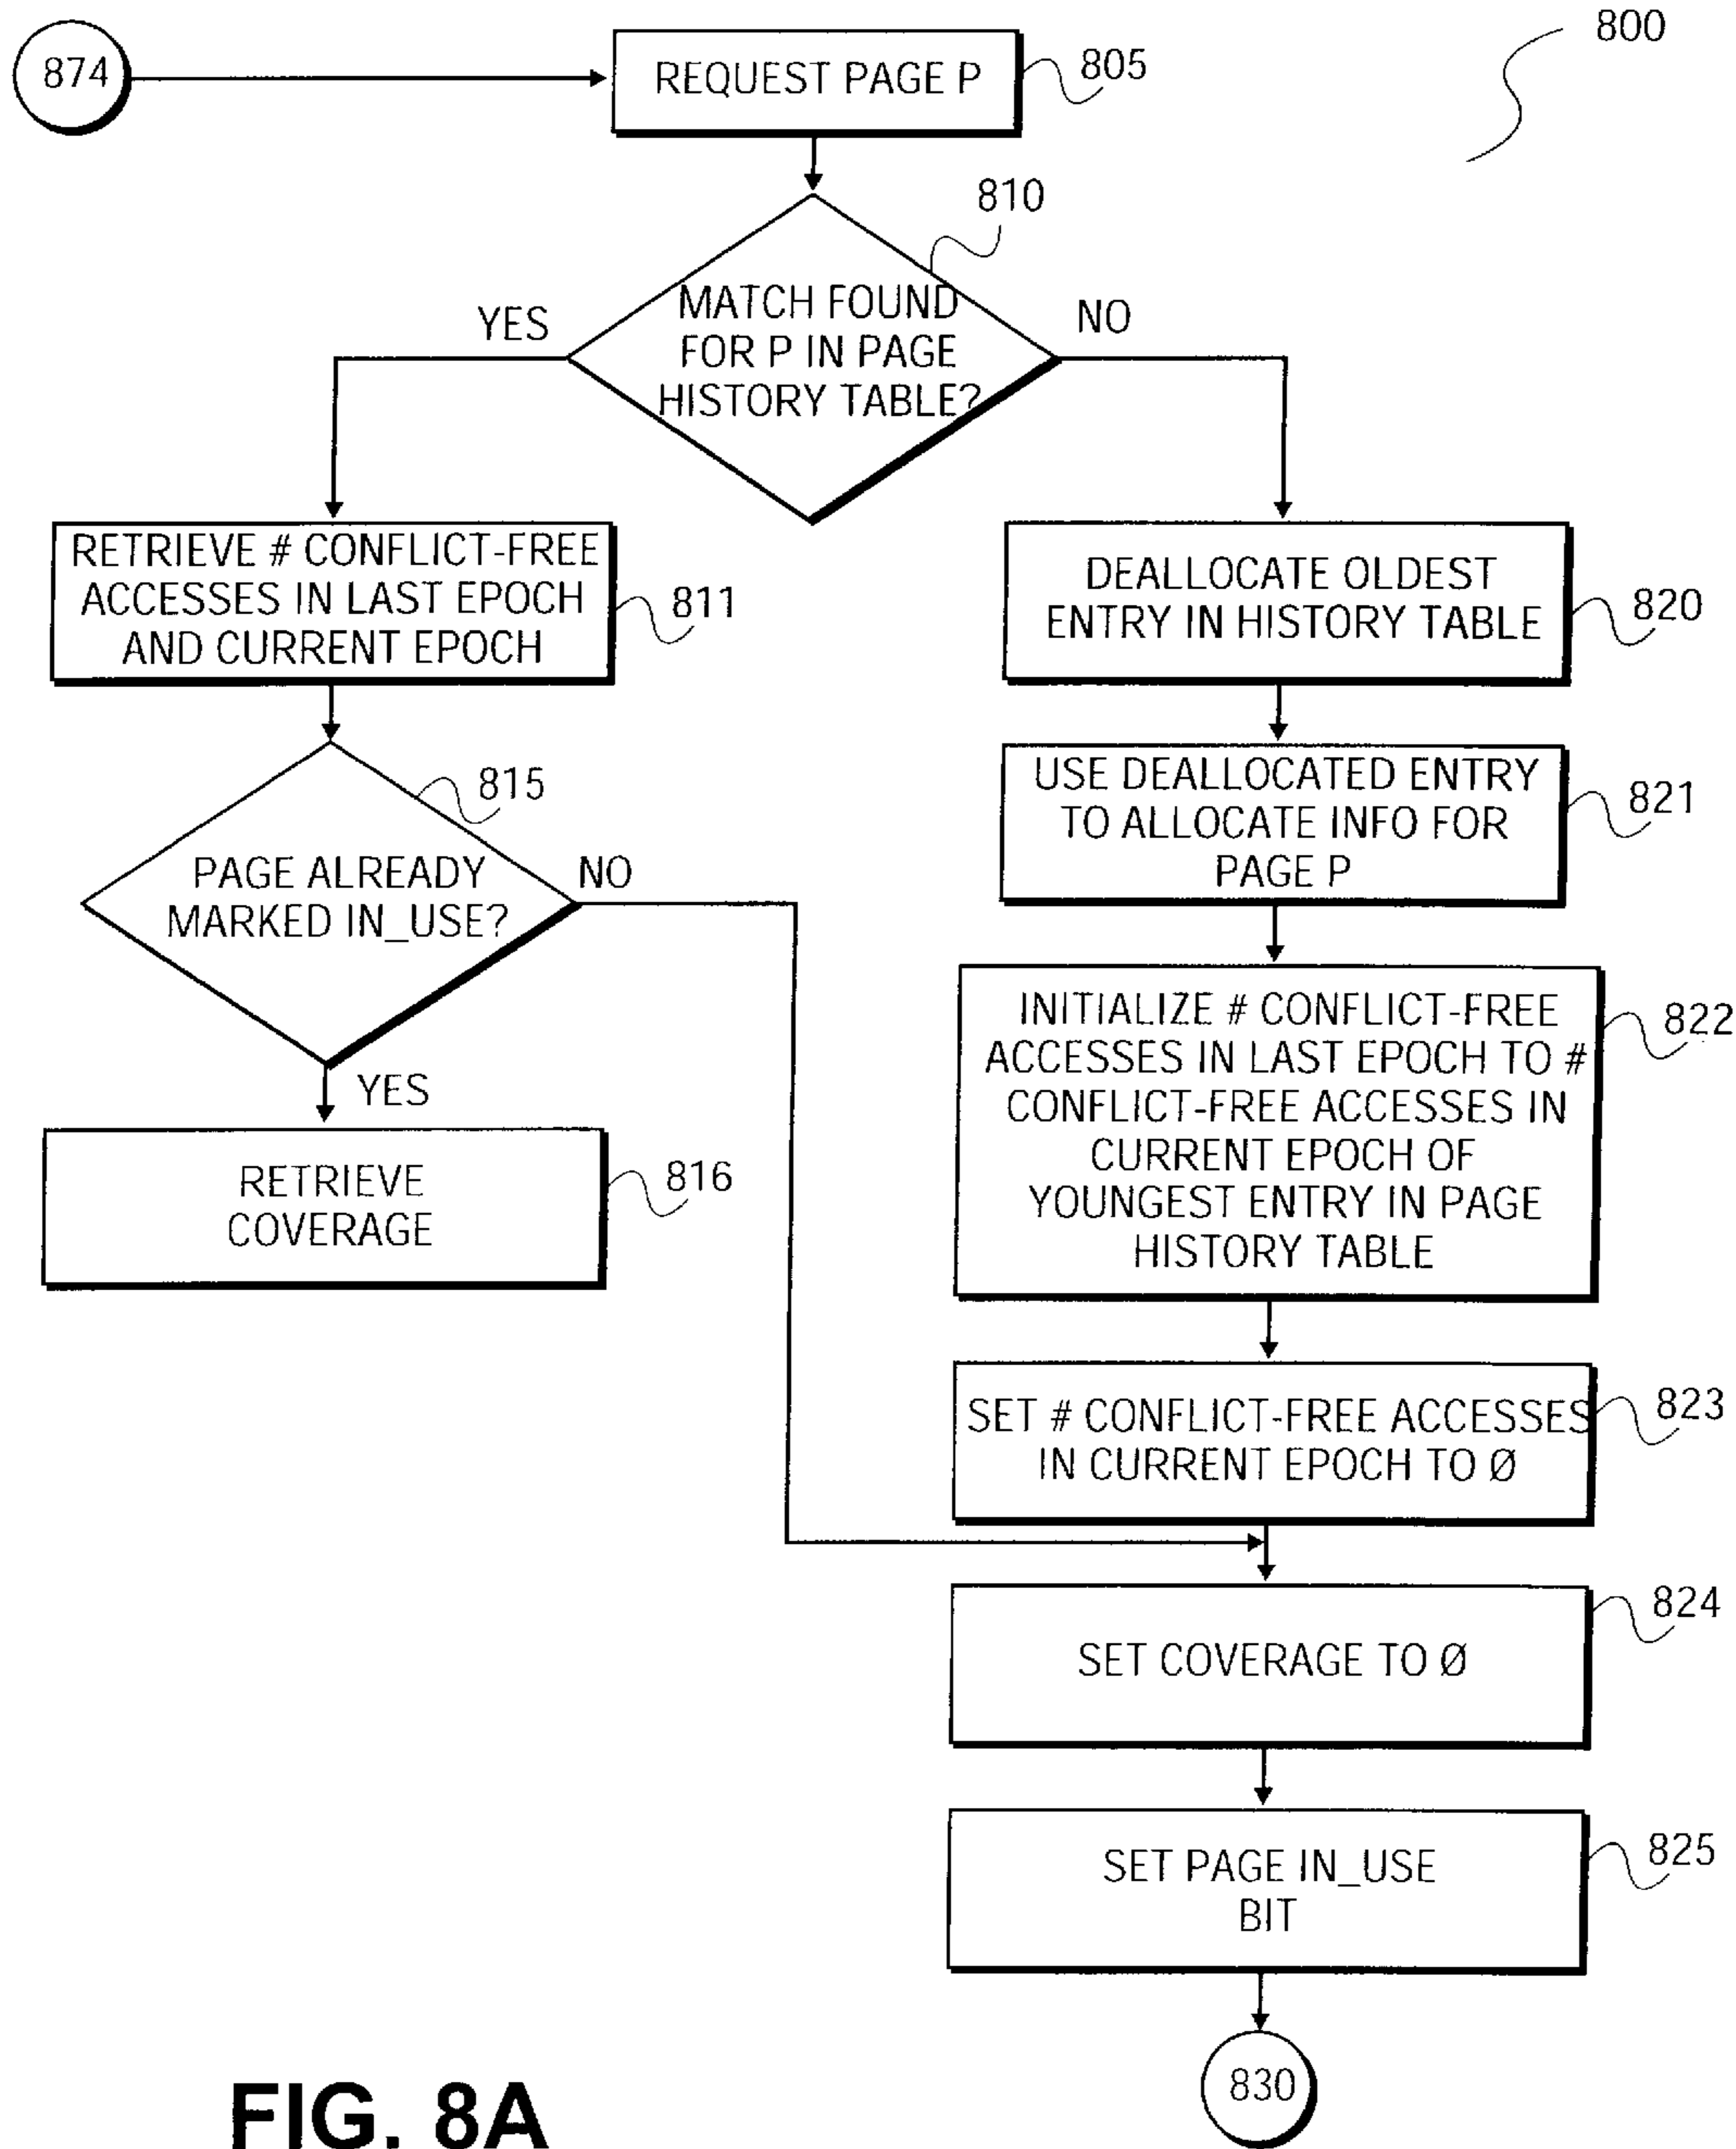 800
874
REQUEST PAGE P
805
810
MATCH FOUND
FOR P IN PAGE
HISTORY TABLE?
YES
NO
RETRIEVE # CONFLICT-FREE
ACCESSES IN LAST EPOCH
AND CURRENT EPOCH
811
DEALLOCATE OLDEST
ENTRY IN HISTORY TABLE
820
815
PAGE ALREADY
MARKED IN_USE?
NO
YES
USE DEALLOCATED ENTRY
TO ALLOCATE INFO FOR
PAGE P
821
RETRIEVE
COVERAGE
816
INITIALIZE # CONFLICT-FREE
ACCESSES IN LAST EPOCH TO #
CONFLICT-FREE ACCESSES IN
CURRENT EPOCH OF
YOUNGEST ENTRY IN PAGE
HISTORY TABLE
822
SET # CONFLICT-FREE ACCESSES
IN CURRENT EPOCH TO Ø
823
SET COVERAGE TO Ø
824
SET PAGE IN_USE
BIT
825
830
FIG. 8A